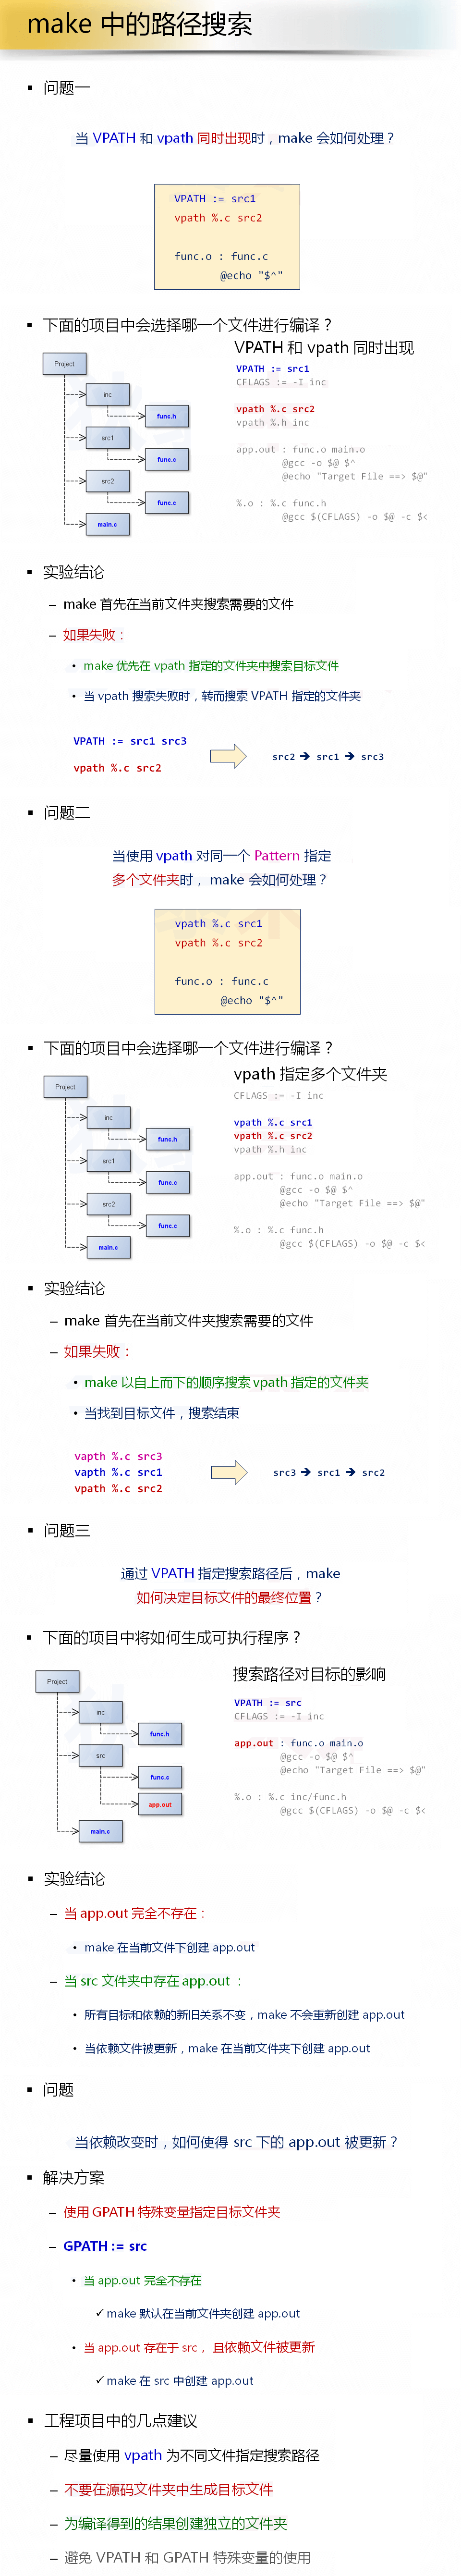 make 中的路径搜索
▪ 问题一
当 VPATH 和 vpath 同时出现时，make 会如何处理？
VPATH := src1
vpath %.c src2
func.o : func.c
@echo "$^"
▪ 下面的项目中会选择哪一个文件进行编译？
Project
inc
func.h
src1
func.c
src2
func.c
main.c
VPATH 和 vpath 同时出现
VPATH := src1
CFLAGS := -I inc
vpath %.c src2
vpath %.h inc
app.out : func.o main.o
@gcc -o $@ $^
@echo "Target File ==> $@"
%.o : %.c func.h
@gcc $(CFLAGS) -o $@ -c $<
▪ 实验结论
– make 首先在当前文件夹搜索需要的文件
– 如果失败：
• make 优先在 vpath 指定的文件夹中搜索目标文件
• 当 vpath 搜索失败时，转而搜索 VPATH 指定的文件夹
VPATH := src1 src3
vpath %.c src2
src2 → src1 → src3
▪ 问题二
当使用 vpath 对同一个 Pattern 指定
多个文件夹时， make 会如何处理？
vpath %.c src1
vpath %.c src2
func.o : func.c
@echo "$^"
▪ 下面的项目中会选择哪一个文件进行编译？
Project
inc
func.h
src1
func.c
src2
func.c
main.c
vpath 指定多个文件夹
CFLAGS := -I inc
vpath %.c src1
vpath %.c src2
vpath %.h inc
app.out : func.o main.o
@gcc -o $@ $^
@echo "Target File ==> $@"
%.o : %.c func.h
@gcc $(CFLAGS) -o $@ -c $<
▪ 实验结论
– make 首先在当前文件夹搜索需要的文件
– 如果失败：
• make 以自上而下的顺序搜索 vpath 指定的文件夹
• 当找到目标文件，搜索结束
vapth %.c src3
vapth %.c src1
vpath %.c src2
src3 → src1 → src2
▪ 问题三
通过 VPATH 指定搜索路径后，make
如何决定目标文件的最终位置？
▪ 下面的项目中将如何生成可执行程序？
Project
inc
func.h
src
func.c
app.out
main.c
搜索路径对目标的影响
VPATH := src
CFLAGS := -I inc
app.out : func.o main.o
@gcc -o $@ $^
@echo "Target File ==> $@"
%.o : %.c inc/func.h
@gcc $(CFLAGS) -o $@ -c $<
▪ 实验结论
– 当 app.out 完全不存在：
• make 在当前文件下创建 app.out
– 当 src 文件夹中存在 app.out ：
• 所有目标和依赖的新旧关系不变，make 不会重新创建 app.out
• 当依赖文件被更新，make 在当前文件夹下创建 app.out
▪ 问题
当依赖改变时，如何使得 src 下的 app.out 被更新？
▪ 解决方案
– 使用 GPATH 特殊变量指定目标文件夹
– GPATH := src
• 当 app.out 完全不存在
✓ make 默认在当前文件夹创建 app.out
• 当 app.out 存在于 src ，且依赖文件被更新
✓ make 在 src 中创建 app.out
▪ 工程项目中的几点建议
– 尽量使用 vpath 为不同文件指定搜索路径
– 不要在源码文件夹中生成目标文件
– 为编译得到的结果创建独立的文件夹
– 避免 VPATH 和 GPATH 特殊变量的使用